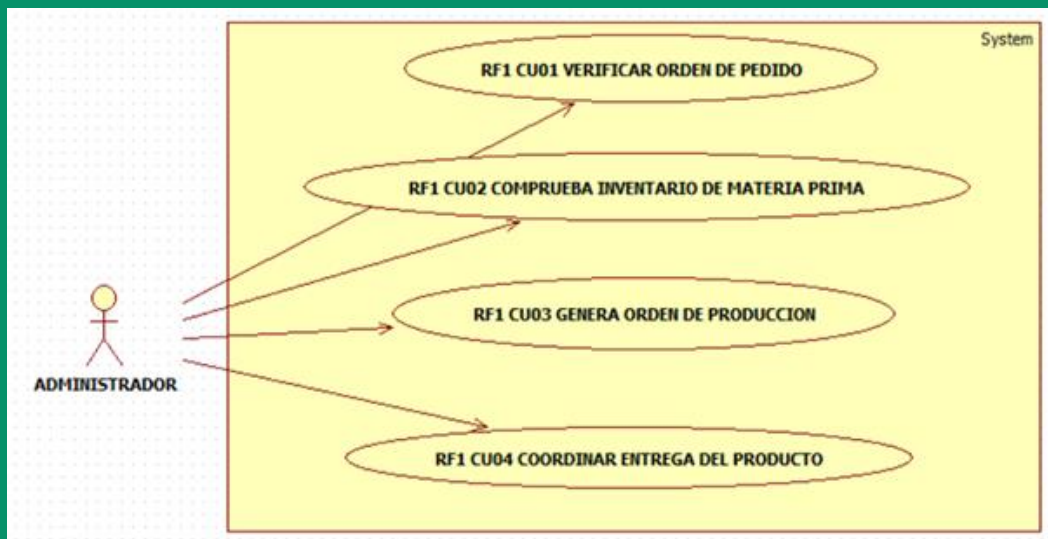 System
RF1 CU01 VERIFICAR ORDEN DE PEDIDO
RF1 CU02 COMPRUEBA INVENTARIO DE MATERIA PRIMA
RF1 CU03 GENERA ORDEN DE PRODUCCION
ADMINISTRADOR
RF1 CU04 COORDINAR ENTREGA DEL PRODUCTO